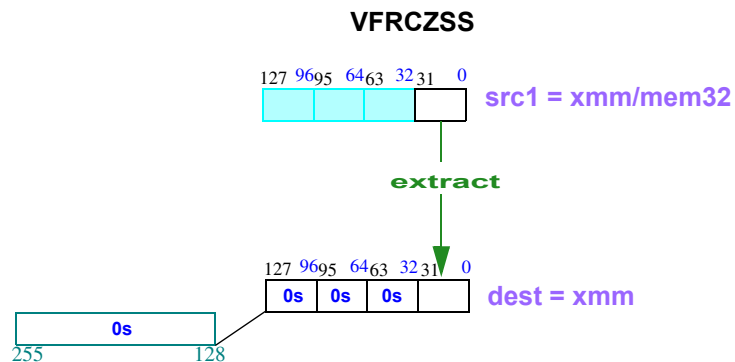 VFRCZSS
127 96 95 64 63 32 31 0
src1 = xmm/mem32
extract
127 96 95 64 63 32 31 0
0s 0s 0s
dest = xmm
0s
255 128